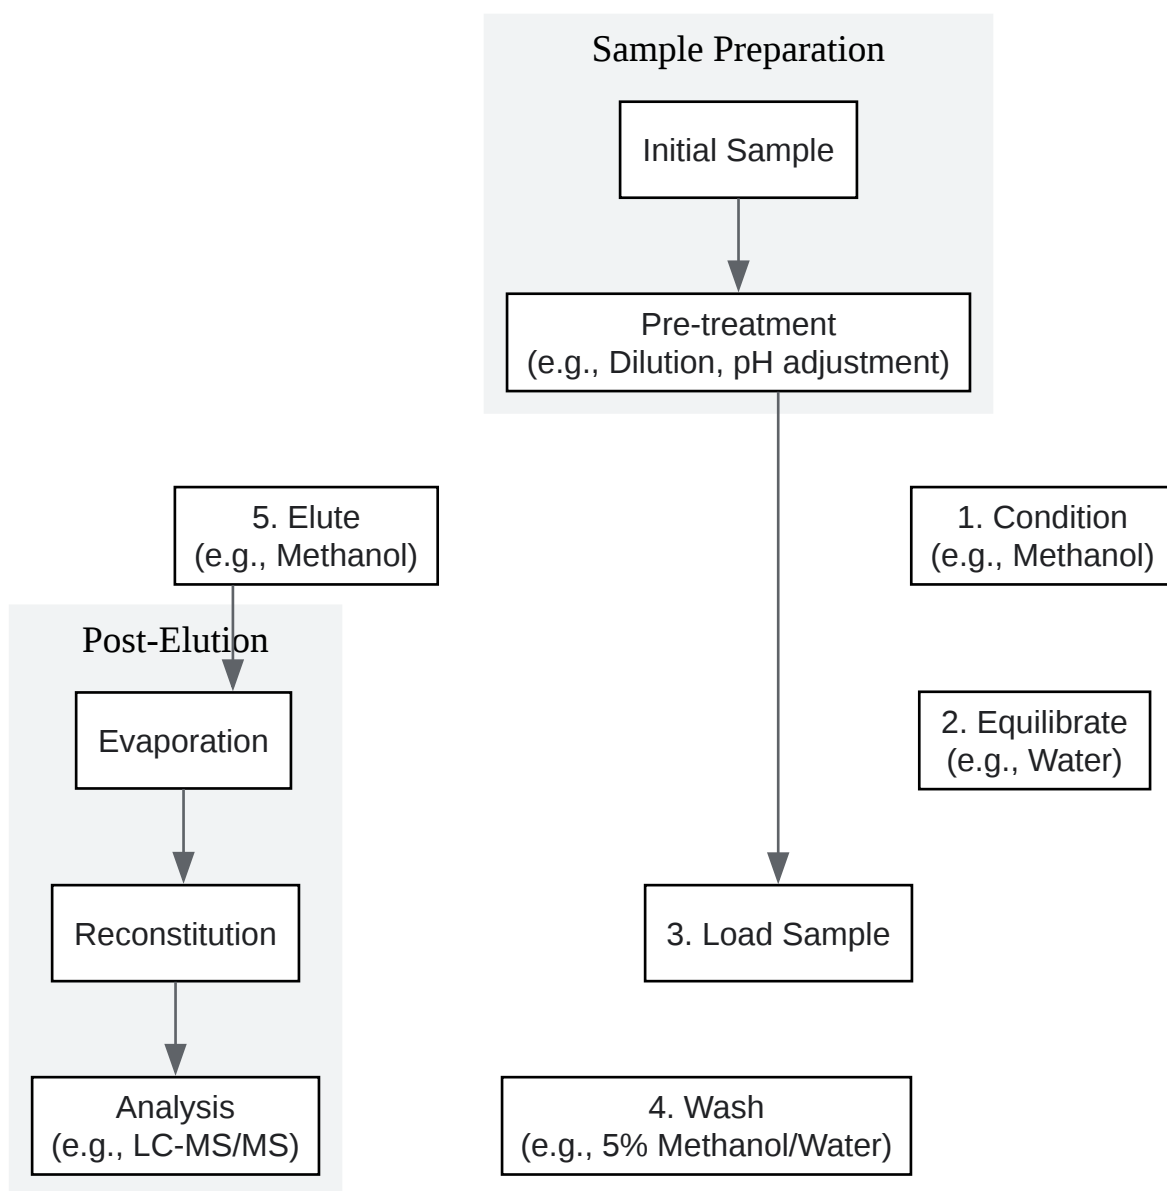 Sample Preparation
Initial Sample
Pre-treatment
(e.g., Dilution, pH adjustment)
5. Elute
(e.g., Methanol)
1. Condition
(e.g., Methanol)
Post-Elution
Evaporation
2. Equilibrate
(e.g., Water)
Reconstitution
3. Load Sample
Analysis
(e.g., LC-MS/MS)
4. Wash
(e.g., 5% Methanol/Water)